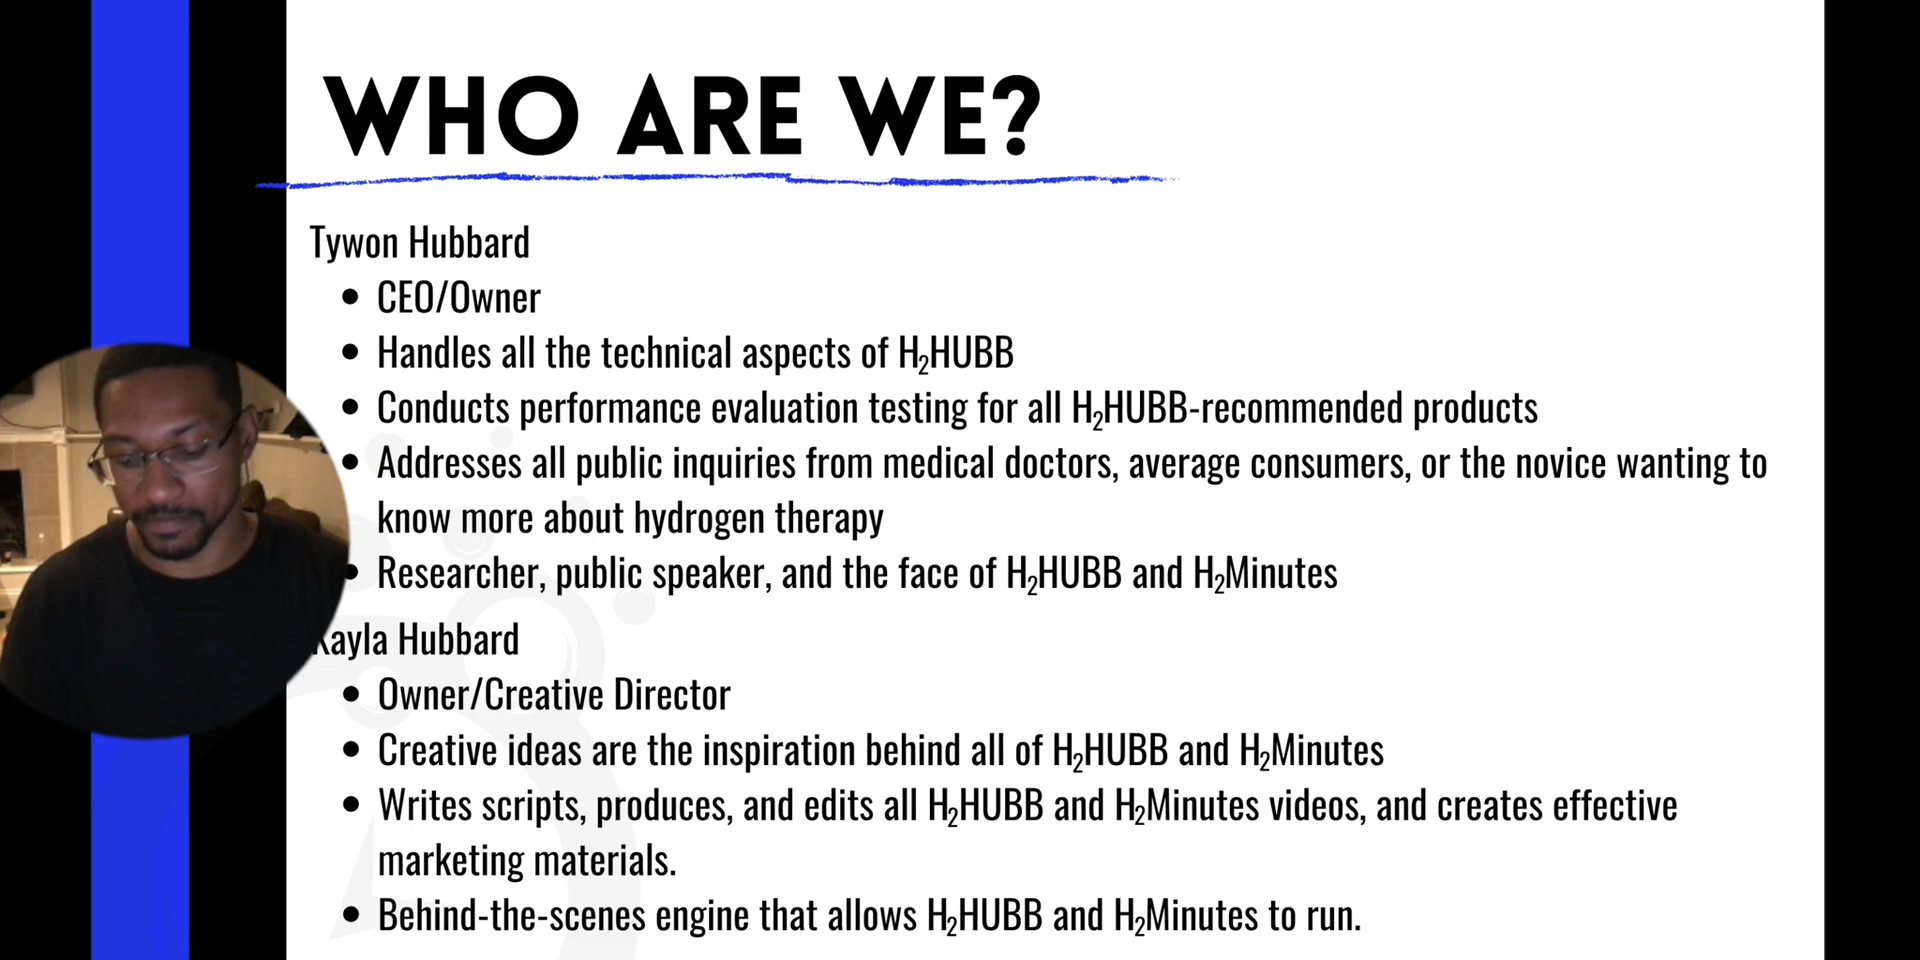 WHO ARE WE?
Tywon Hubbard
• CEO/Owner
• Handles all the technical aspects of H₂HUBB
• Conducts performance evaluation testing for all H₂HUBB-recommended products
• Addresses all public inquiries from medical doctors, average consumers, or the novice wanting to
know more about hydrogen therapy
• Researcher, public speaker, and the face of H₂HUBB and H₂Minutes
Kayla Hubbard
• Owner/Creative Director
• Creative ideas are the inspiration behind all of H₂HUBB and H₂Minutes
• Writes scripts, produces, and edits all H₂HUBB and H₂Minutes videos, and creates effective
marketing materials.
• Behind-the-scenes engine that allows H₂HUBB and H₂Minutes to run.